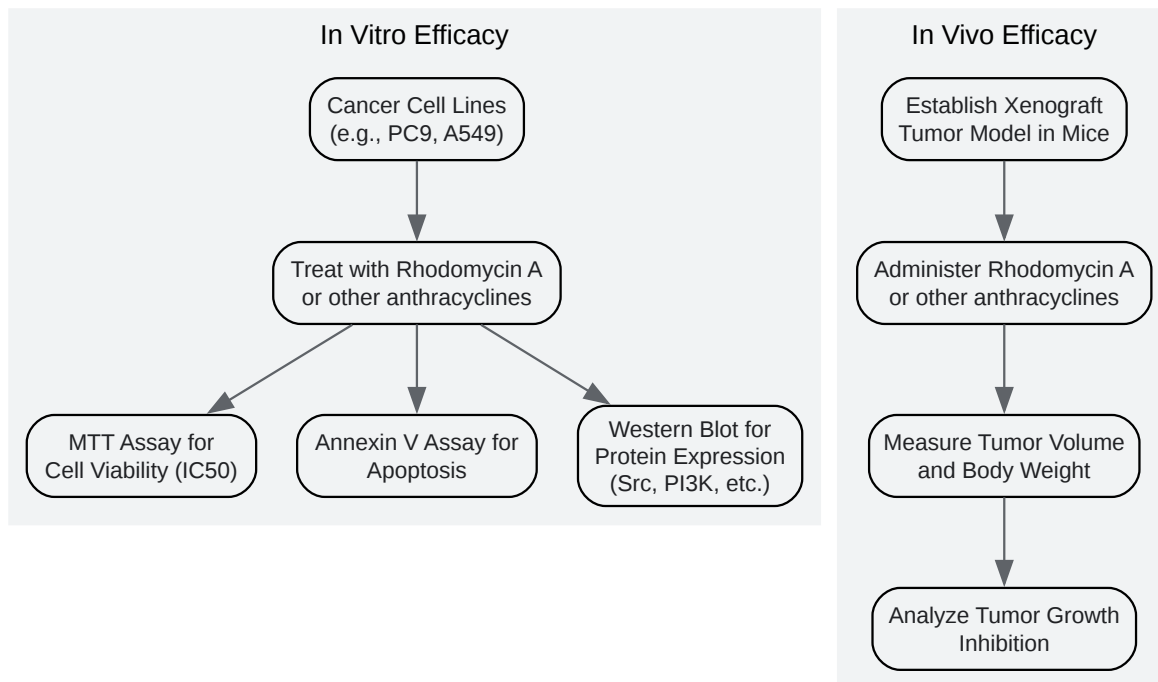 In Vitro Efficacy
Cancer Cell Lines
(e.g., PC9, A549)
Treat with Rhodomycin A
or other anthracyclines
MTT Assay for
Cell Viability (IC50)
Annexin V Assay for
Apoptosis
Western Blot for
Protein Expression
(Src, PI3K, etc.)
In Vivo Efficacy
Establish Xenograft
Tumor Model in Mice
Administer Rhodomycin A
or other anthracyclines
Measure Tumor Volume
and Body Weight
Analyze Tumor Growth
Inhibition